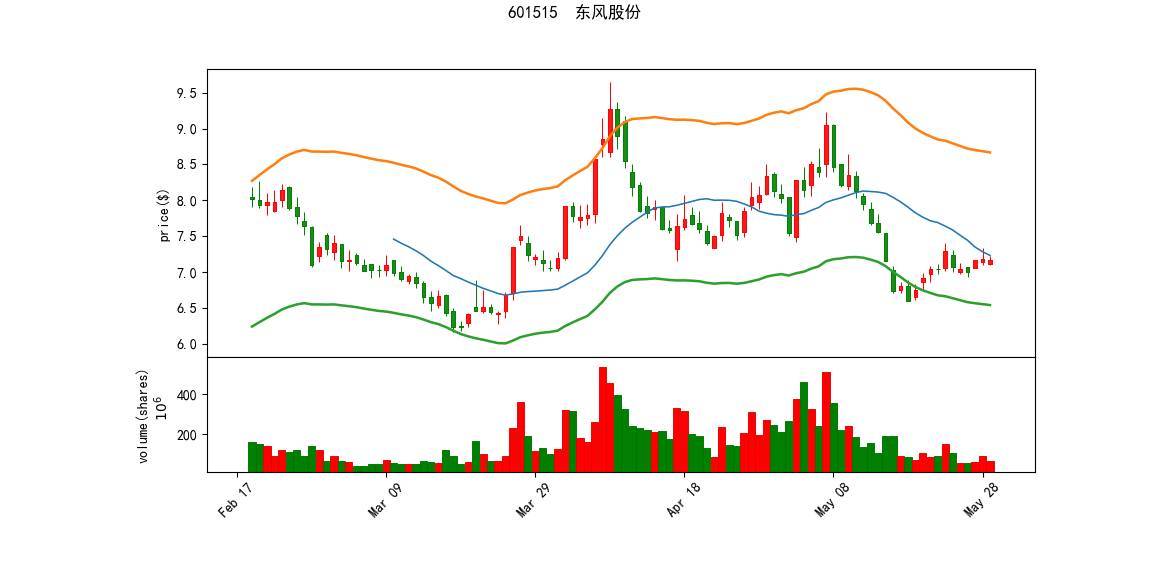 601515  东风股份
price($)
9.5
9.0
8.5
8.0
7.5
7.0
6.5
6.0
volume(shares)
10^6
400
200
Feb 17
Mar 09
Mar 29
Apr 18
May 08
May 28